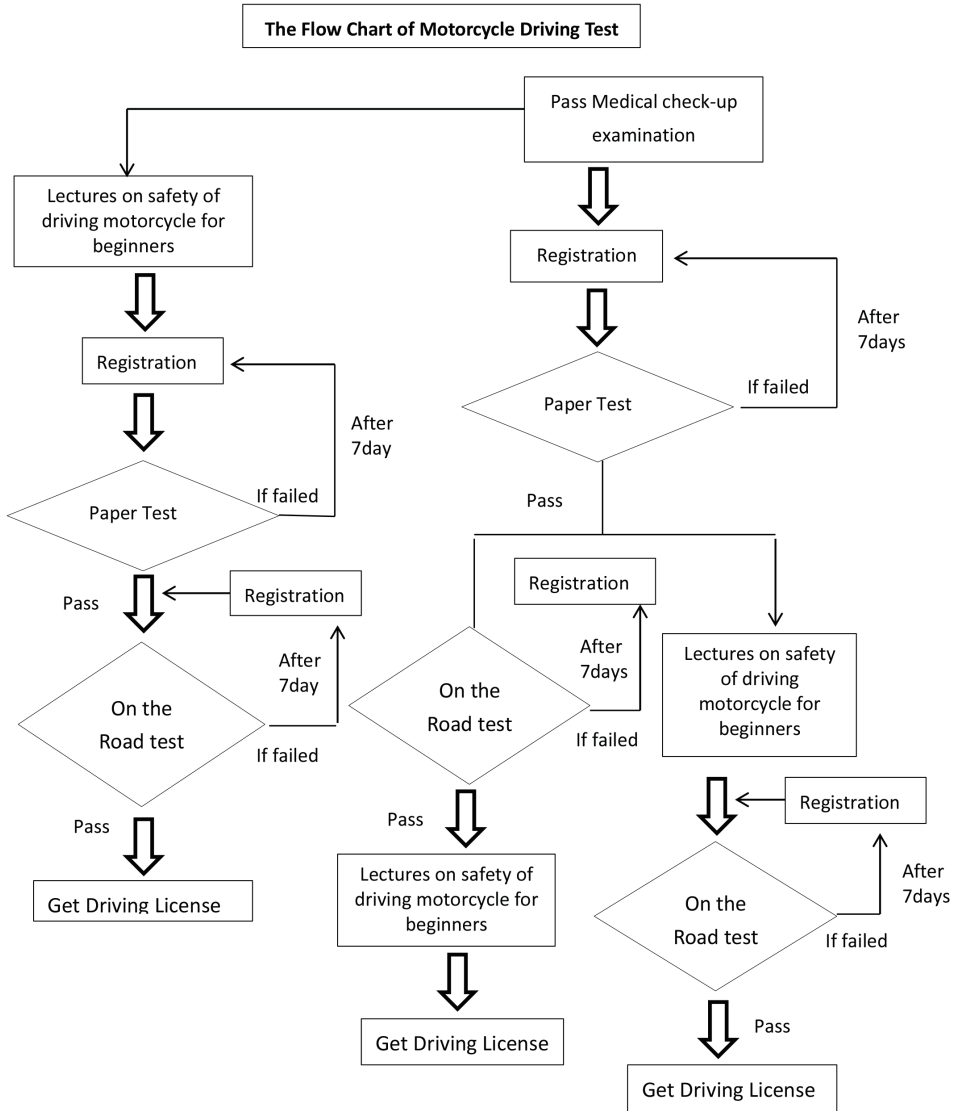 The Flow Chart of Motorcycle Driving Test
Pass Medical check-up
examination
Lectures on safety of
driving motorcycle for
beginners
Registration
After
7days
Registration
If failed
Paper Test
After
7day
If failed
Paper Test
Pass
Registration
Pass
Registration
After
7days
Lectures on safety
of driving
motorcycle for
beginners
After
7day
On the
Road test
If failed
On the
Road test
If failed
Pass
Pass
Registration
Get Driving License
Lectures on safety of
driving motorcycle for
beginners
After
7days
On the
Road test
If failed
Get Driving License
Pass
Get Driving License